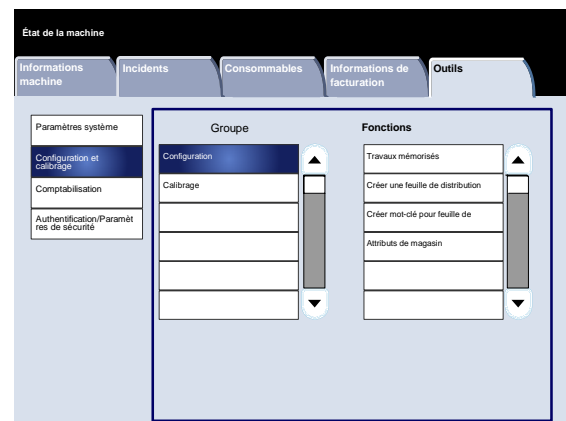 État de la machine
Informations machine
Incidents
Consommables
Informations de facturation
Outils
Paramètres système
Configuration et calibrage
Comptabilisation
Authentification/Paramèt
res de sécurité
Groupe
Configuration
Calibrage
Fonctions
Travaux mémorisés
Créer une feuille de distribution
Créer mot-clé pour feuille de
Attributs de magasin